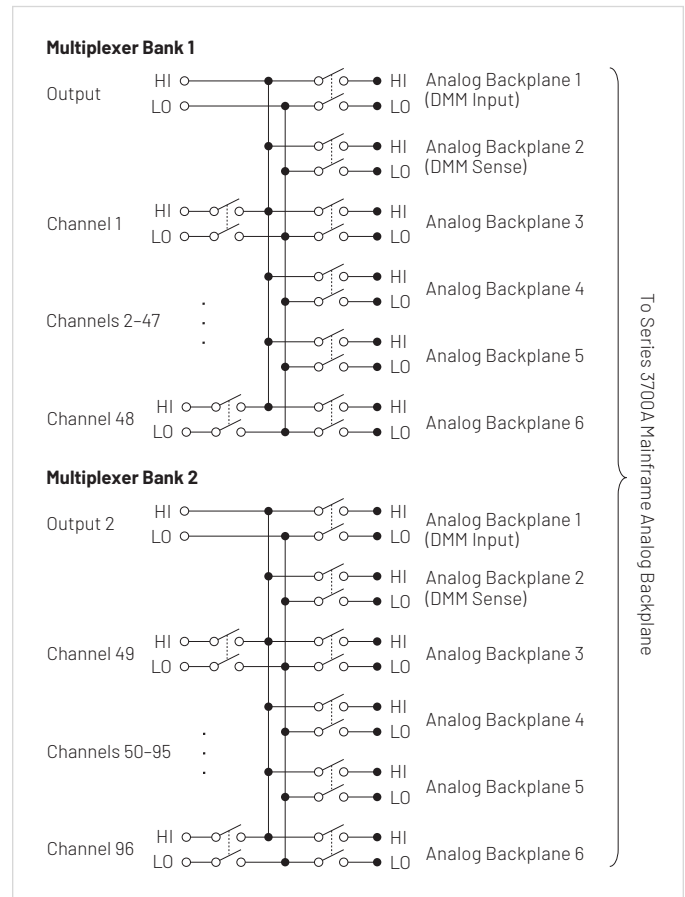 Multiplexer Bank 1
Output
HI
LO
HI
LO
Analog Backplane 1
(DMM Input)
HI
LO
Analog Backplane 2
(DMM Sense)
Channel 1
HI
LO
HI
LO
Analog Backplane 3
HI
LO
Analog Backplane 4
Channels 2–47
HI
LO
Analog Backplane 5
Channel 48
HI
LO
HI
LO
Analog Backplane 6
Multiplexer Bank 2
Output 2
HI
LO
HI
LO
Analog Backplane 1
(DMM Input)
HI
LO
Analog Backplane 2
(DMM Sense)
Channel 49
HI
LO
HI
LO
Analog Backplane 3
HI
LO
Analog Backplane 4
Channels 50–95
HI
LO
Analog Backplane 5
Channel 96
HI
LO
HI
LO
Analog Backplane 6
To Series 3700A Mainframe Analog Backplane